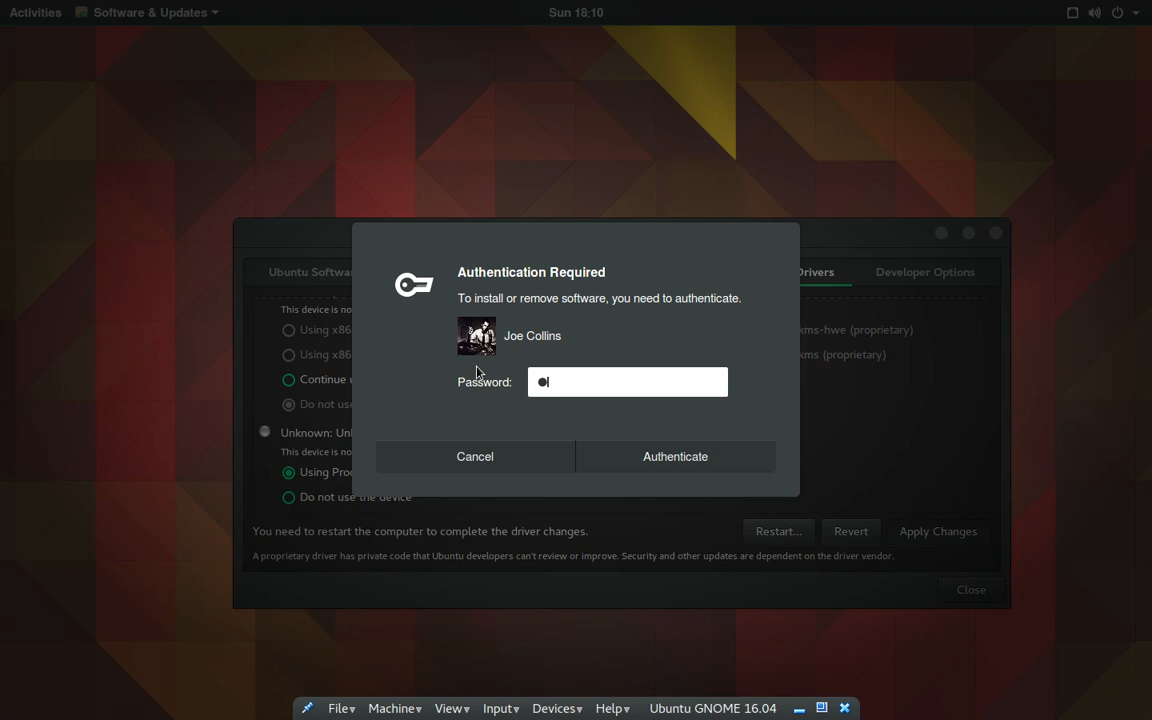 Activities Software & Updates Sun 18:10
Ubuntu Softwa Drivers Developer Options
Authentication Required
To install or remove software, you need to authenticate.
Joe Collins
Password:
Cancel Authenticate
This device is no
Using x86 kms-hwe (proprietary)
Using x86 kms (proprietary)
Continue u
Do not use
Unknown: Un
This device is no
Using Proc
Do not use the device
You need to restart the computer to complete the driver changes. Restart... Revert Apply Changes
A proprietary driver has private code that Ubuntu developers can't review or improve. Security and other updates are dependent on the driver vendor.
Close
File Machine View Input Devices Help Ubuntu GNOME 16.04